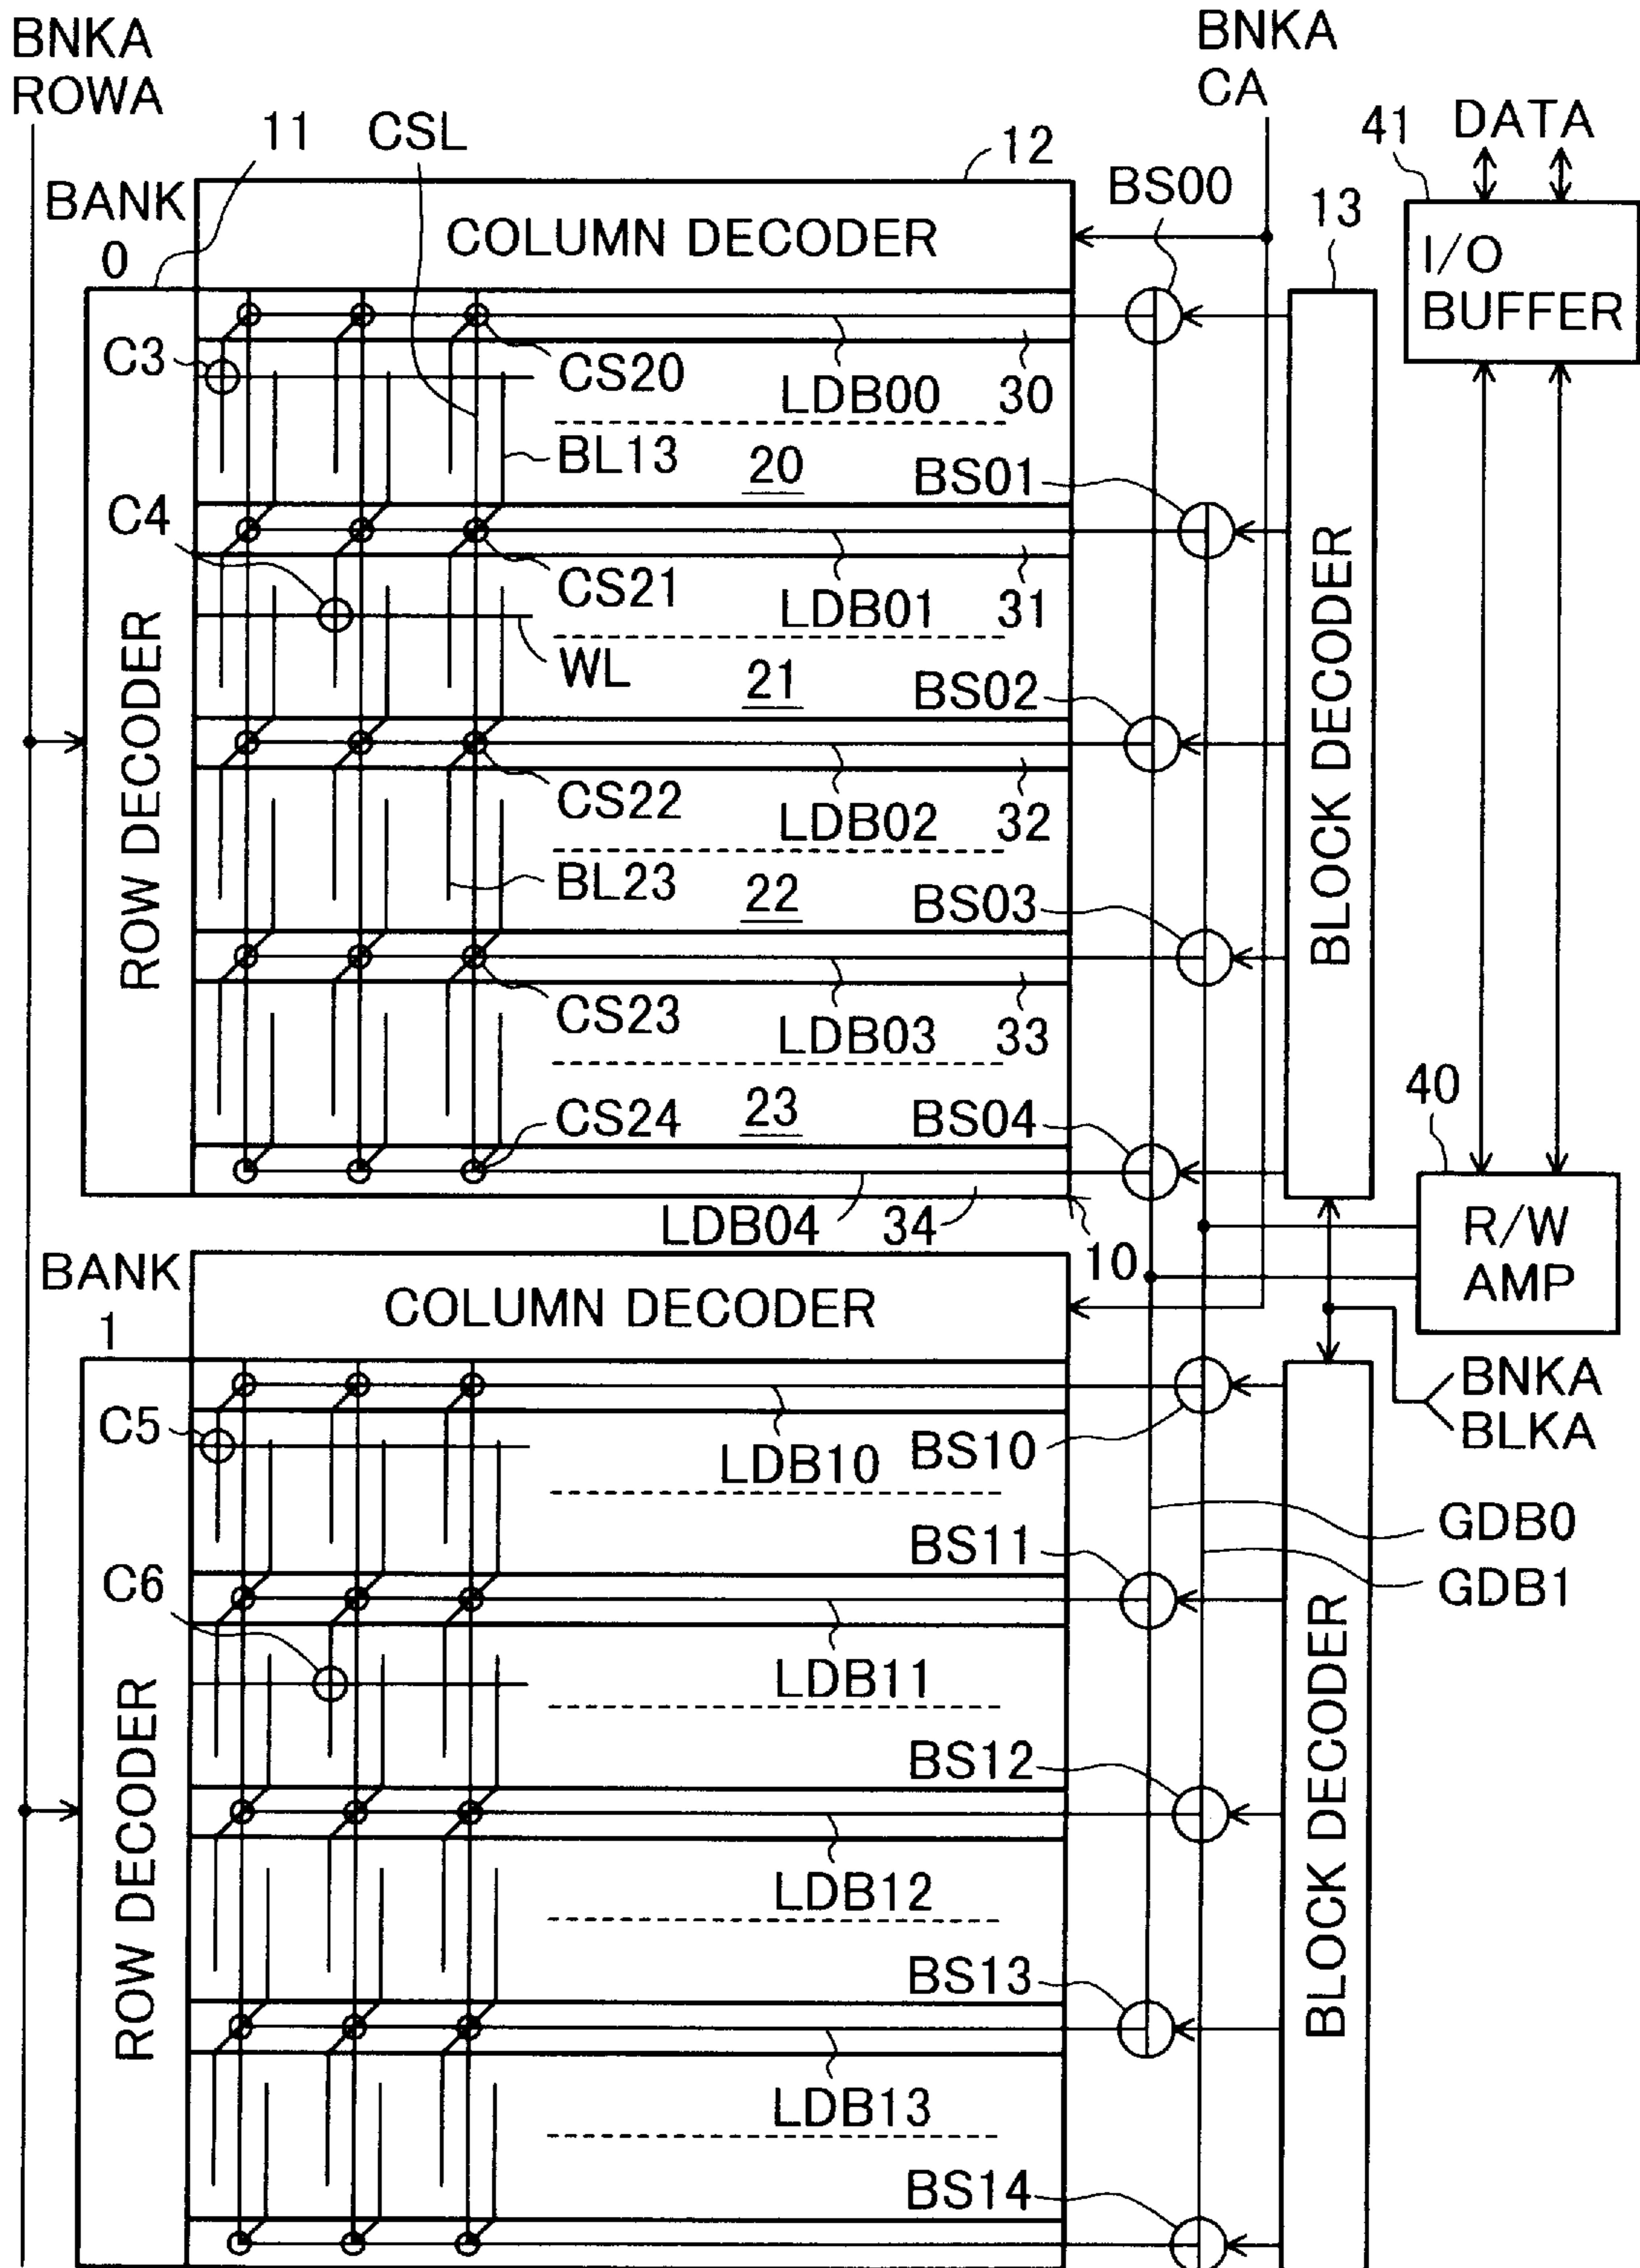 BNKA
ROWA
BNKA
CA
11
CSL
12
41
DATA
BANK
0
COLUMN DECODER
BS00
13
I/O
BUFFER
C3
CS20
LDB00
30
BL13
20
BS01
C4
CS21
LDB01
31
WL
21
BS02
ROW DECODER
BLOCK DECODER
CS22
LDB02
32
BL23
22
BS03
CS23
LDB03
33
40
CS24
23
BS04
LDB04
34
10
R/W
AMP
BANK
1
COLUMN DECODER
BNKA
BLKA
C5
LDB10
BS10
GDB0
BS11
GDB1
C6
LDB11
ROW DECODER
BLOCK DECODER
BS12
LDB12
BS13
LDB13
BS14